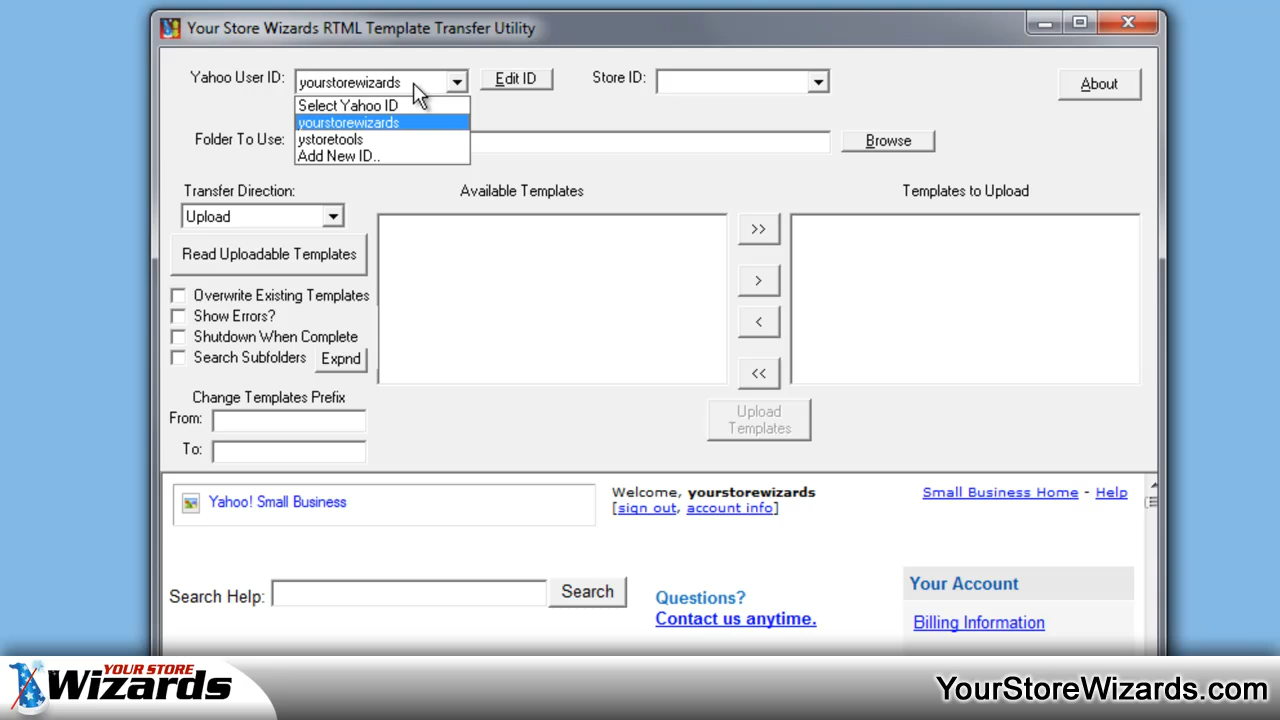 Your Store Wizards RTML Template Transfer Utility
Yahoo User ID: yourstorewizards Edit ID Store ID: About
Select Yahoo ID
yourstorewizards
ystoretools
Add New ID..
Folder To Use: Browse
Transfer Direction: Available Templates Templates to Upload
Upload
>>
Read Uploadable Templates
>
Overwrite Existing Templates
Show Errors?
<
Shutdown When Complete
Search Subfolders Expnd
<<
Change Templates Prefix
From:
Upload
Templates
To:
Yahoo! Small Business Welcome, yourstorewizards Small Business Home - Help
[sign out, account info]
Your Account
Search Help: Search Questions?
Contact us anytime. Billing Information
YOUR STORE
Wizards YourStoreWizards.com